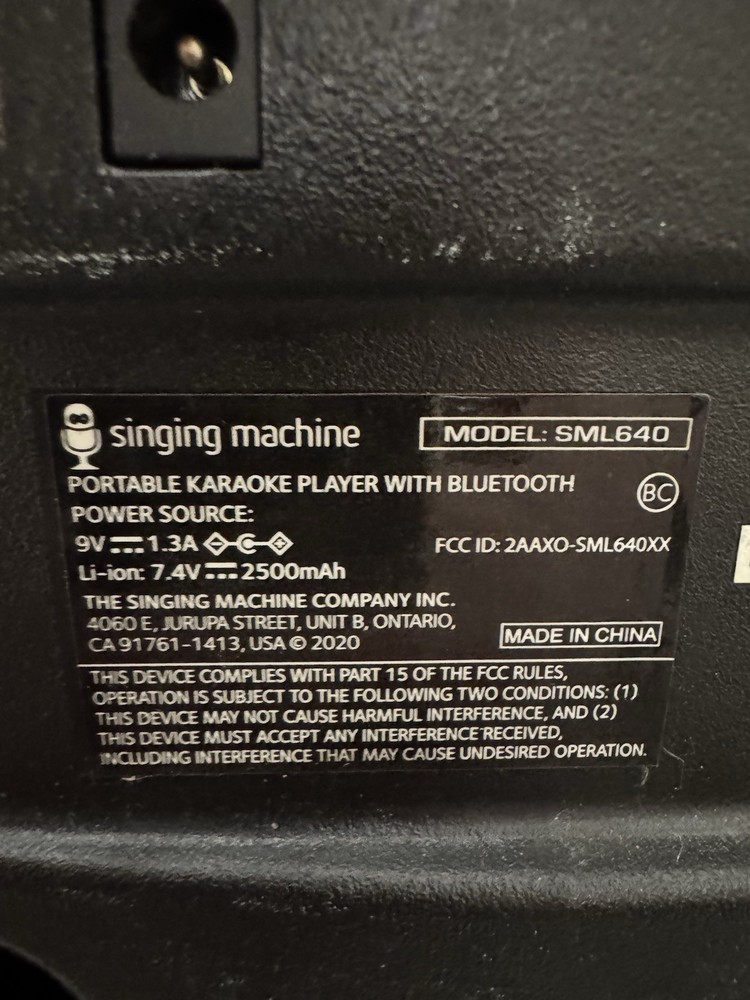 singing machine MODEL: SML640
PORTABLE KARAOKE PLAYER WITH BLUETOOTH
BC
POWER SOURCE:
9V 1.3A FCC ID: 2AAXO-SML640XX
Li-ion: 7.4V 2500mAh
THE SINGING MACHINE COMPANY INC.
4060 E, JURUPA STREET, UNIT B, ONTARIO,
CA 91761-1413, USA © 2020 MADE IN CHINA
THIS DEVICE COMPLIES WITH PART 15 OF THE FCC RULES,
OPERATION IS SUBJECT TO THE FOLLOWING TWO CONDITIONS: (1)
THIS DEVICE MAY NOT CAUSE HARMFUL INTERFERENCE, AND (2)
THIS DEVICE MUST ACCEPT ANY INTERFERENCE RECEIVED,
INCLUDING INTERFERENCE THAT MAY CAUSE UNDESIRED OPERATION.